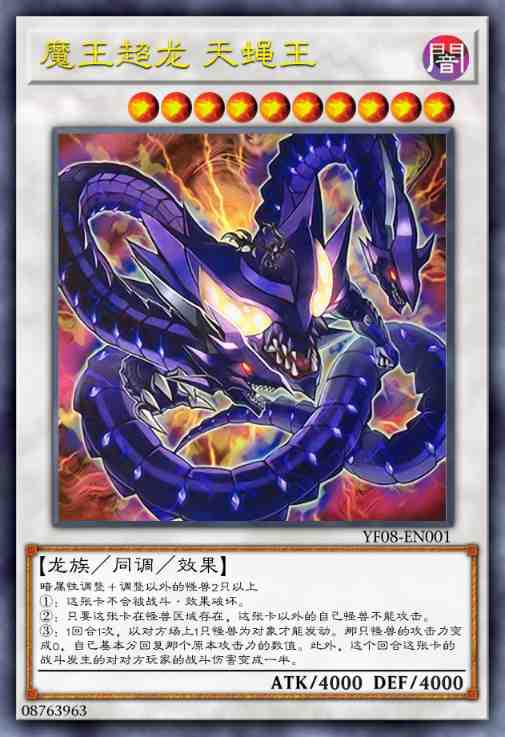 魔王超龙 天蝇王
闇
YF08-EN001
【龙族／同调／效果】
暗属性调整＋调整以外的怪兽2只以上
①：这张卡不会被战斗·效果破坏。
②：只要这张卡在怪兽区域存在，这张卡以外的自己怪兽不能攻击。
③：1回合1次，以对方场上1只怪兽为对象才能发动。那只怪兽的攻击力变
成0，自己基本分回复那个原本攻击力的数值。此外，这个回合这张卡的
战斗发生的对对方玩家的战斗伤害变成一半。
ATK/4000 DEF/4000
08763963